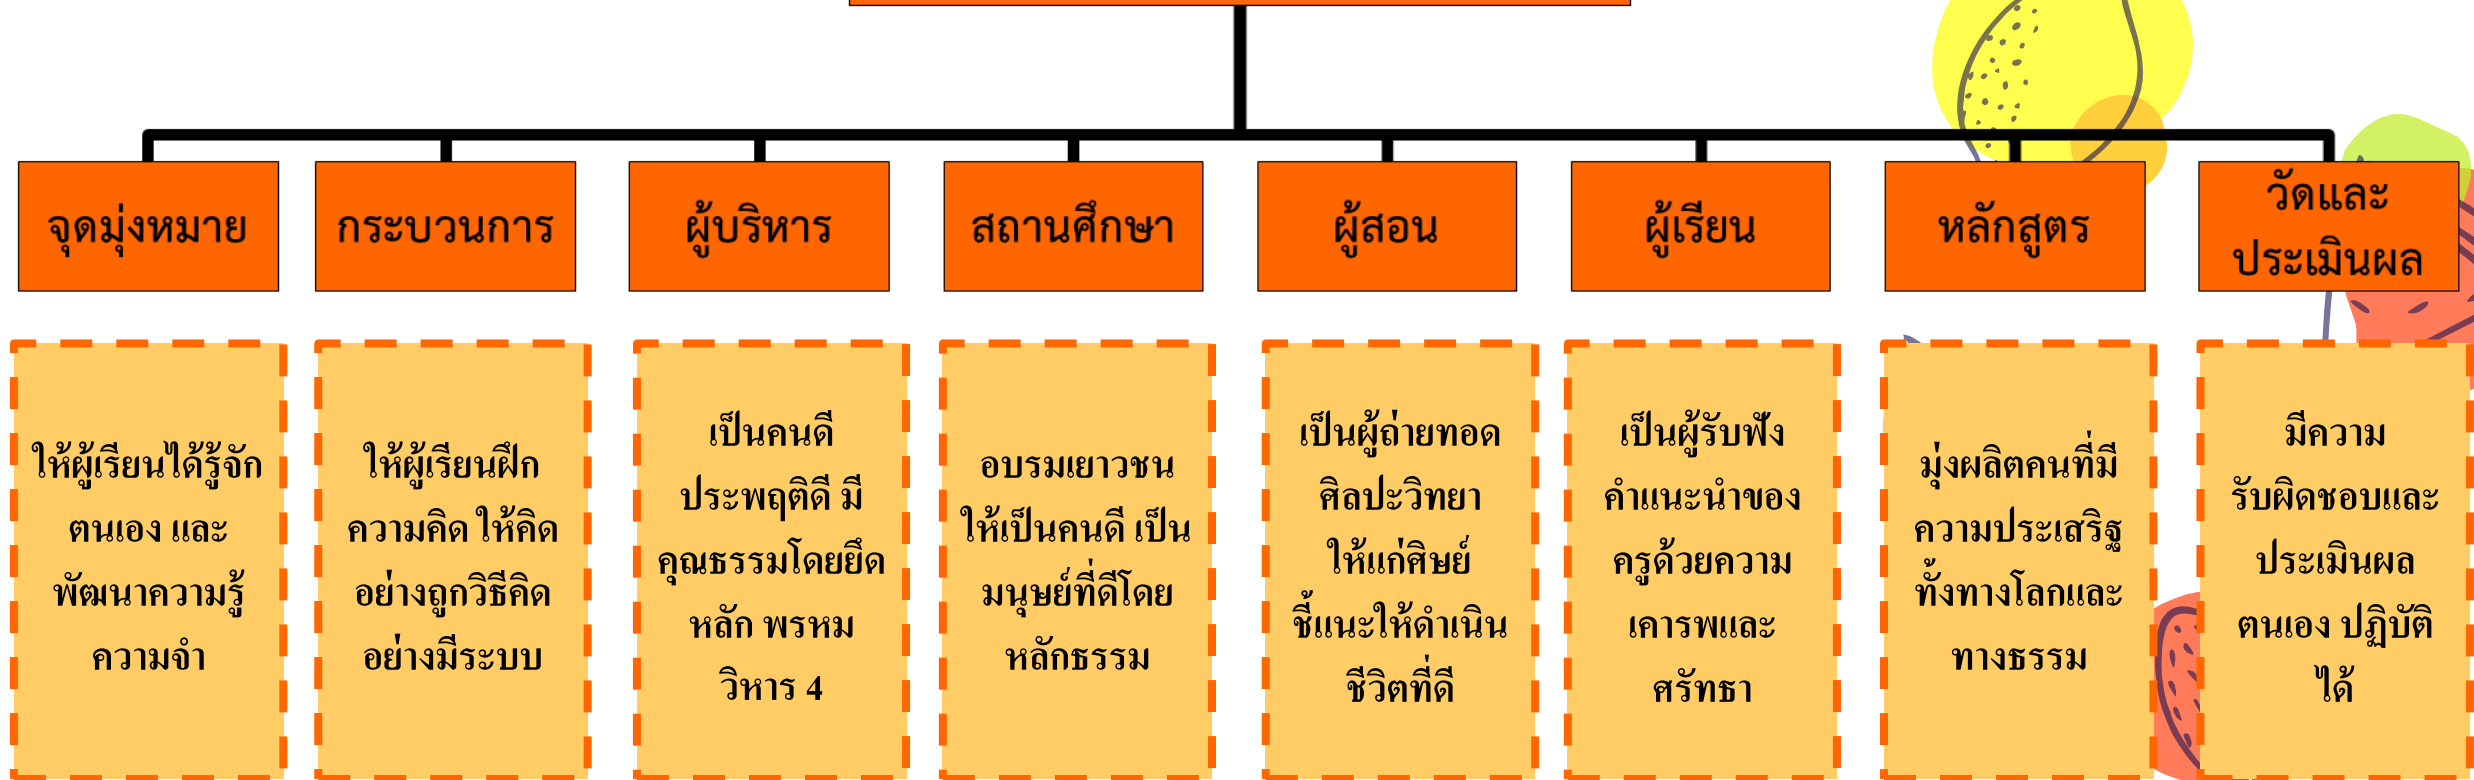 จุดมุ่งหมาย
กระบวนการ
ผู้บริหาร
สถานศึกษา
ผู้สอน
ผู้เรียน
หลักสูตร
วัดและ
ประเมินผล
ให้ผู้เรียนได้รู้จัก
ตนเอง และ
พัฒนาความรู้
ความจำ
ให้ผู้เรียนฝึก
ความคิด ให้คิด
อย่างถูกวิธีคิด
อย่างมีระบบ
เป็นคนดี
ประพฤติดี มี
คุณธรรมโดยยึด
หลัก พรหม
วิหาร 4
อบรมเยาวชน
ให้เป็นคนดี เป็น
มนุษย์ที่ดีโดย
หลักธรรม
เป็นผู้ถ่ายทอด
ศิลปะวิทยา
ให้แก่ศิษย์
ชี้แนะให้ดำเนิน
ชีวิตที่ดี
เป็นผู้รับฟัง
คำแนะนำของ
ครูด้วยความ
เคารพและ
ศรัทธา
มุ่งผลิตคนที่มี
ความประเสริฐ
ทั้งทางโลกและ
ทางธรรม
มีความ
รับผิดชอบและ
ประเมินผล
ตนเอง ปฏิบัติ
ได้